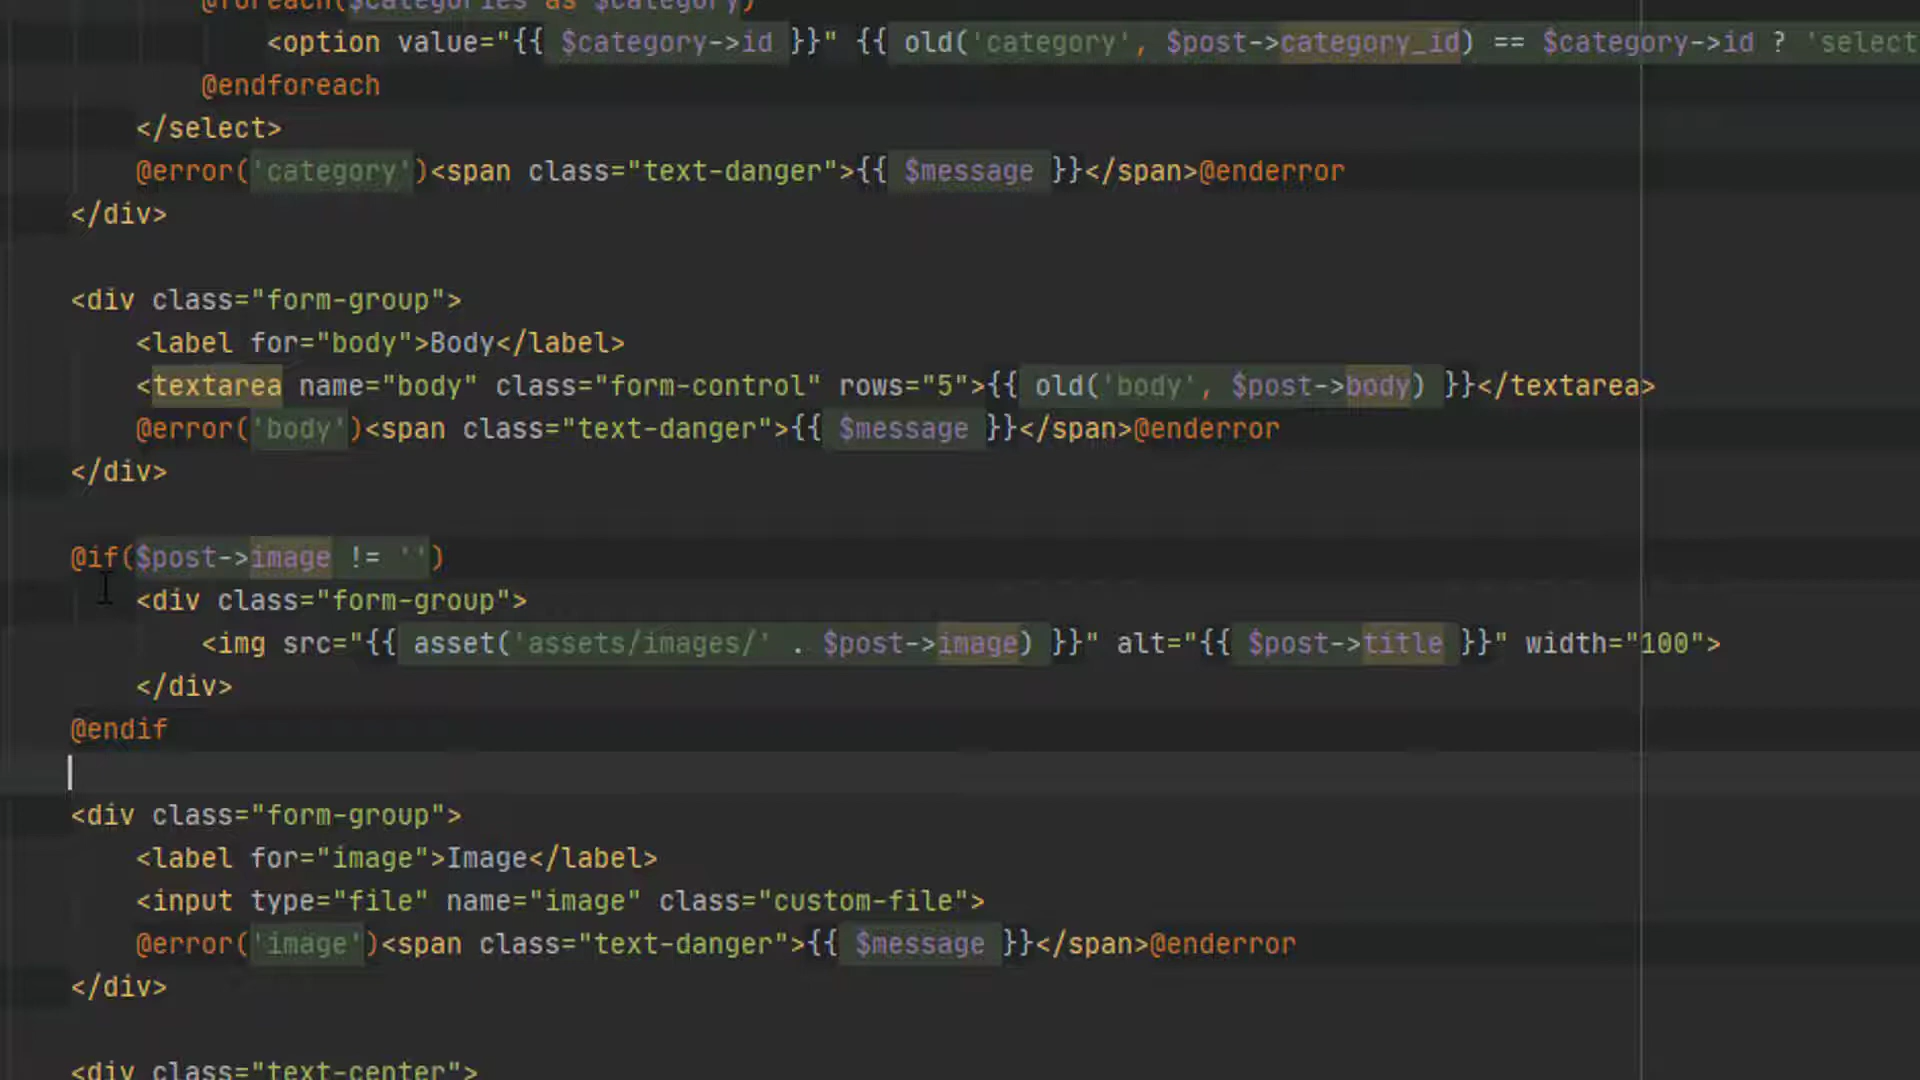 @foreach($categories as $category)
<option value="{{ $category->id }}" {{ old('category', $post->category_id) == $category->id ? 'select
@endforeach
</select>
@error('category')<span class="text-danger">{{ $message }}</span>@enderror
</div>
<div class="form-group">
<label for="body">Body</label>
<textarea name="body" class="form-control" rows="5">{{ old('body', $post->body) }}</textarea>
@error('body')<span class="text-danger">{{ $message }}</span>@enderror
</div>
@if($post->image != '')
<div class="form-group">
<img src="{{ asset('assets/images/' . $post->image) }}" alt="{{ $post->title }}" width="100">
</div>
@endif
<div class="form-group">
<label for="image">Image</label>
<input type="file" name="image" class="custom-file">
@error('image')<span class="text-danger">{{ $message }}</span>@enderror
</div>
<div class="text-center">